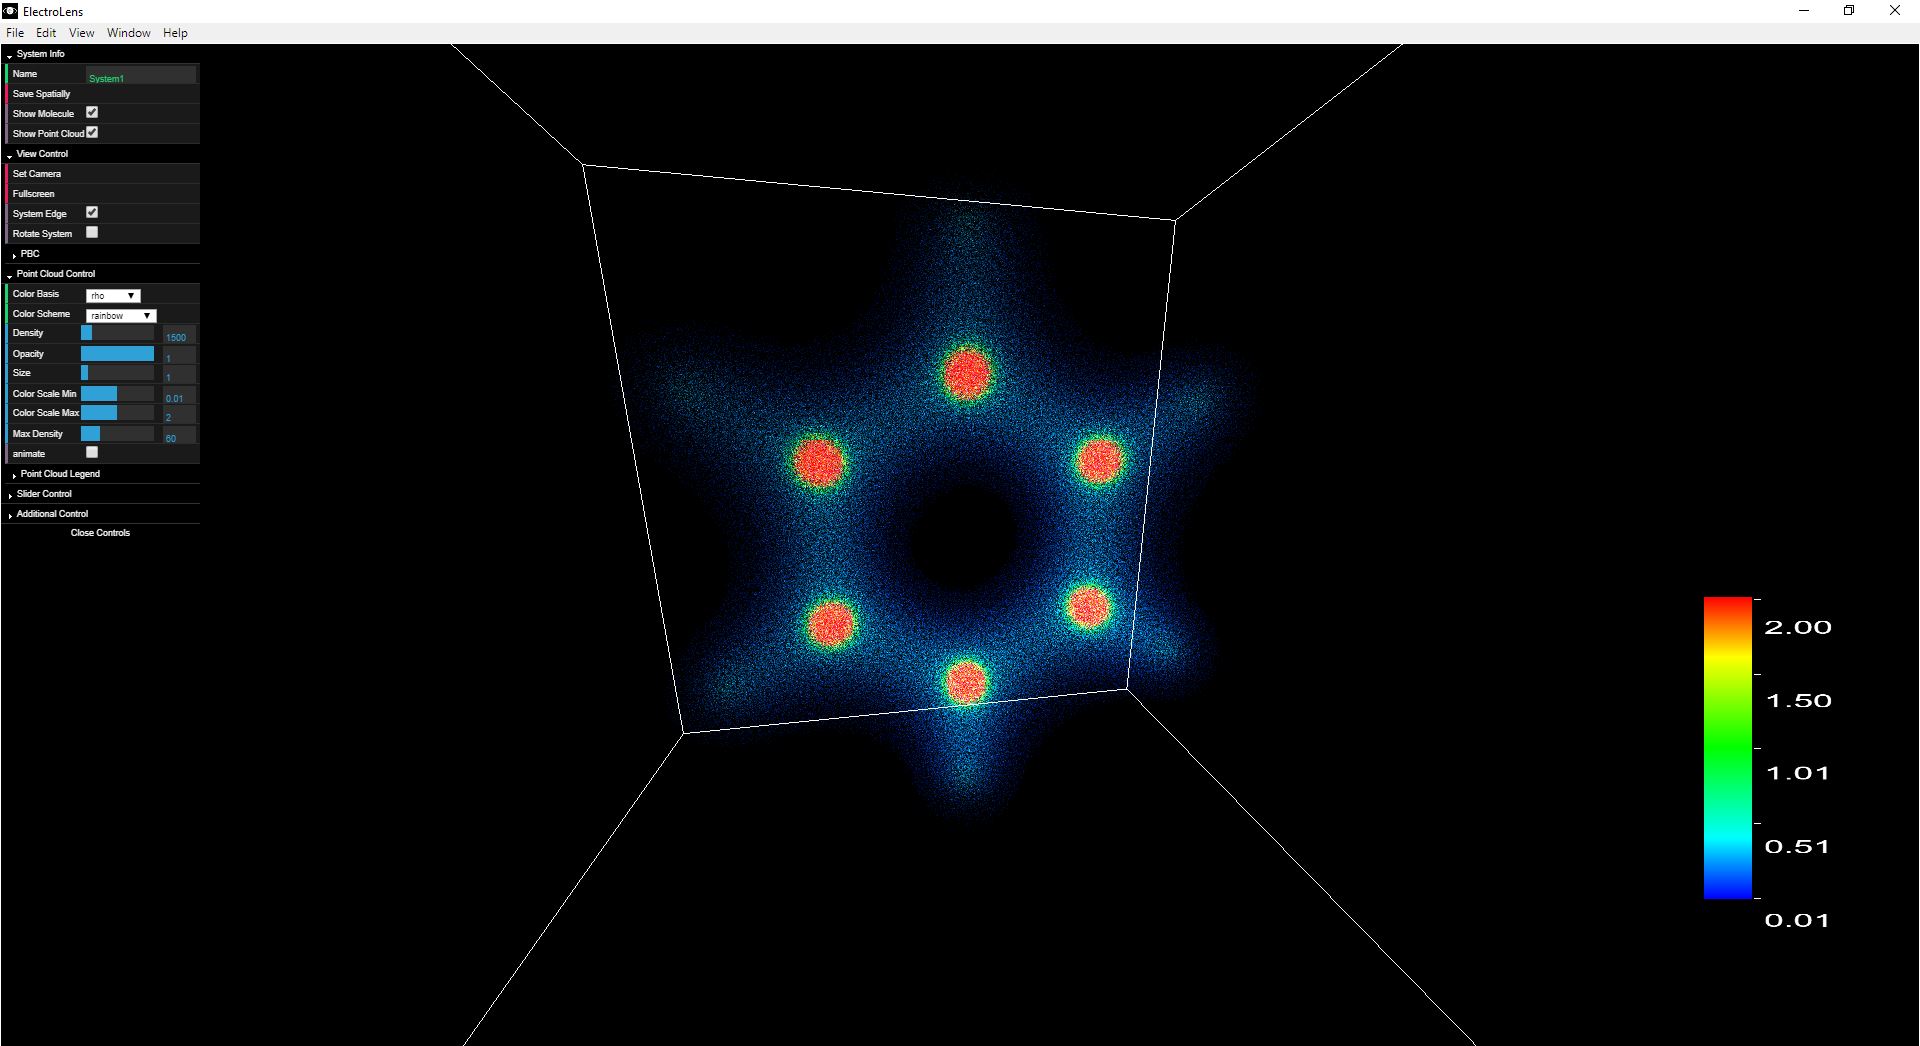 ElectroLens
File Edit View Window Help
System Info
Name System1
Save Spatially
Show Molecule
Show Point Cloud
View Control
Set Camera
Fullscreen
System Edge
Rotate System
PBC
Point Cloud Control
Color Basis rho
Color Scheme rainbow
Density 1500
Opacity 1
Size 1
Color Scale Min 0.01
Color Scale Max 2
Max Density 60
animate
Point Cloud Legend
Slider Control
Additional Control
Close Controls
2.00
1.50
1.01
0.51
0.01